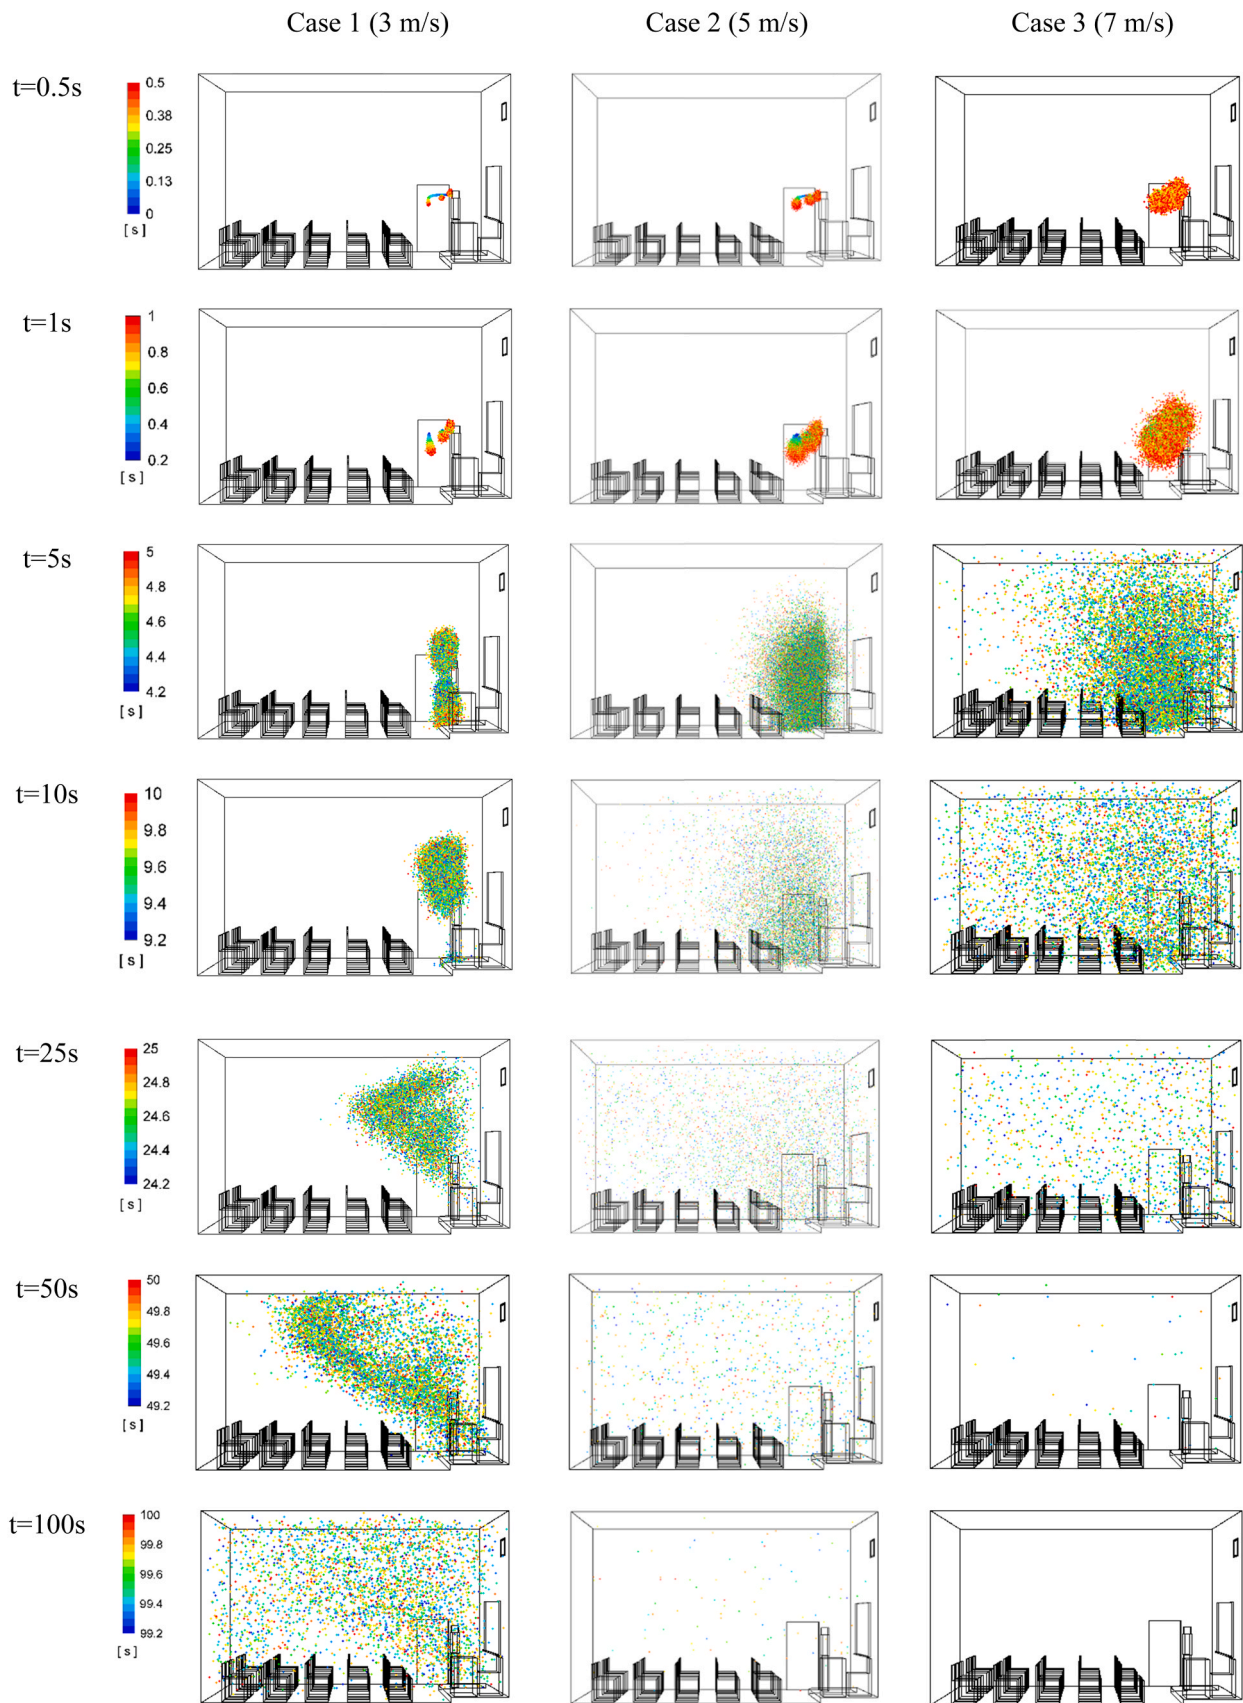 Case 1 (3 m/s) Case 2 (5 m/s) Case 3 (7 m/s)
t=0.5s
0.5
0.38
0.25
0.13
0
[ s ]
t=1s
1
0.8
0.6
0.4
0.2
[ s ]
t=5s
5
4.8
4.6
4.4
4.2
[ s ]
t=10s
10
9.8
9.6
9.4
9.2
[ s ]
t=25s
25
24.8
24.6
24.4
24.2
[ s ]
t=50s
50
49.8
49.6
49.4
49.2
[ s ]
t=100s
100
99.8
99.6
99.4
99.2
[ s ]